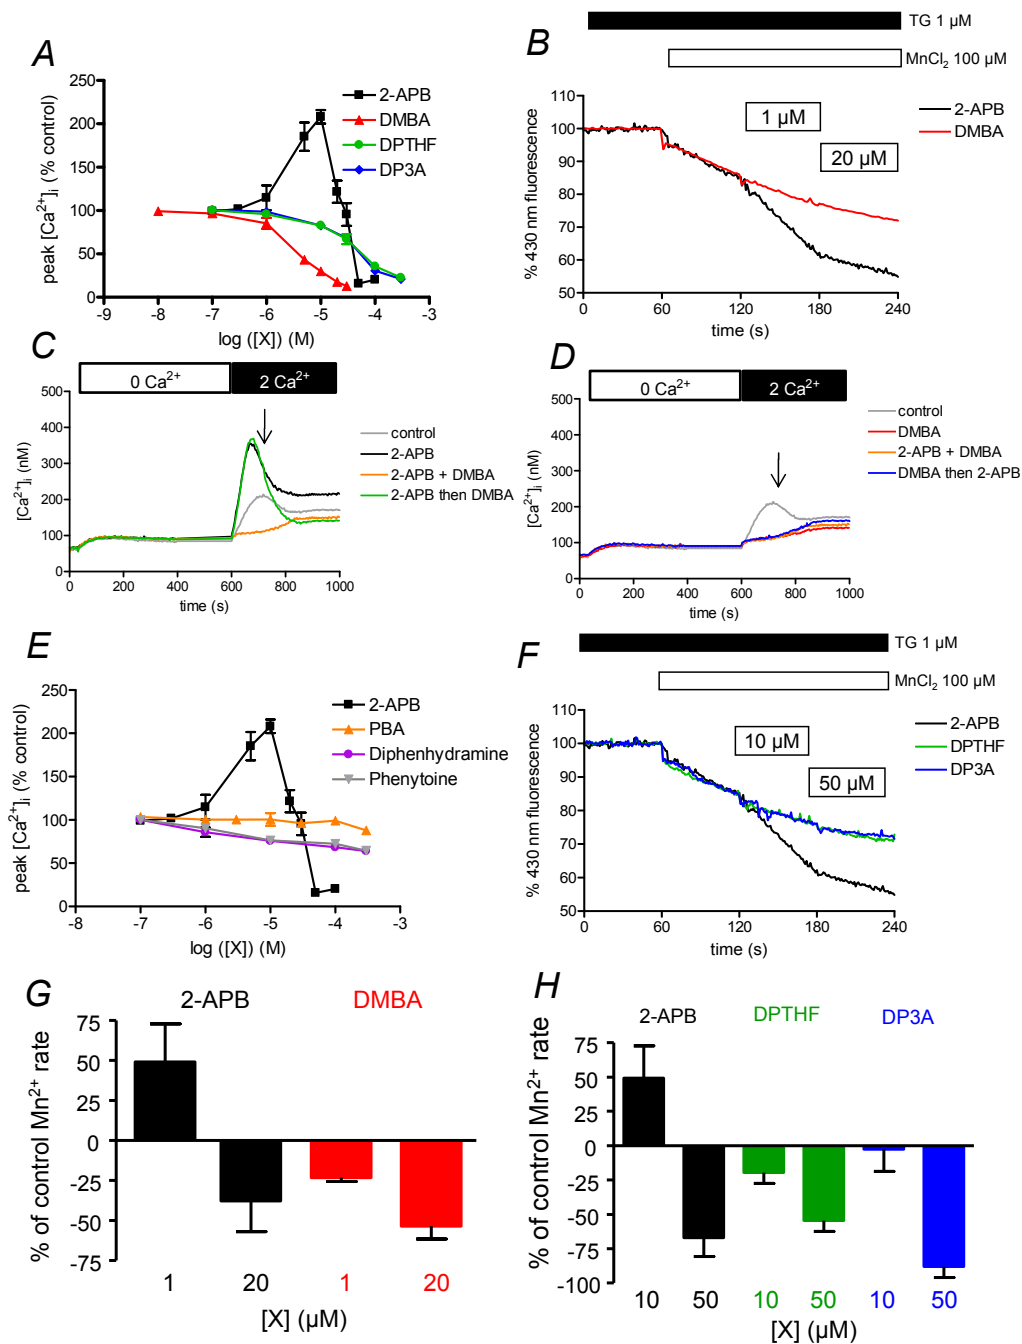 A
peak [Ca2+]i (% control)
250
200
150
100
50
0
-9 -8 -7 -6 -5 -4 -3
log ([X]) (M)
2-APB
DMBA
DPTHF
DP3A
B
TG 1 µM
MnCl2 100 µM
% 430 nm fluorescence
110
100
90
80
70
60
50
0 60 120 180 240
time (s)
1 µM
20 µM
2-APB
DMBA
C
0 Ca2+ 2 Ca2+
[Ca2+]i (nM)
500
400
300
200
100
0
0 200 400 600 800 1000
time (s)
control
2-APB
2-APB + DMBA
2-APB then DMBA
D
0 Ca2+ 2 Ca2+
[Ca2+]i (nM)
500
400
300
200
100
0
0 200 400 600 800 1000
time (s)
control
DMBA
2-APB + DMBA
DMBA then 2-APB
E
peak [Ca2+]i (% control)
250
200
150
100
50
0
-8 -7 -6 -5 -4 -3
log ([X]) (M)
2-APB
PBA
Diphenhydramine
Phenytoine
F
TG 1 µM
MnCl2 100 µM
% 430 nm fluorescence
110
100
90
80
70
60
50
0 60 120 180 240
time (s)
10 µM
50 µM
2-APB
DPTHF
DP3A
G
2-APB DMBA
% of control Mn2+ rate
75
50
25
0
-25
-50
-75
1 20 1 20
[X] (µM)
H
2-APB DPTHF DP3A
% of control Mn2+ rate
75
50
25
0
-25
-50
-75
-100
10 50 10 50 10 50
[X] (µM)